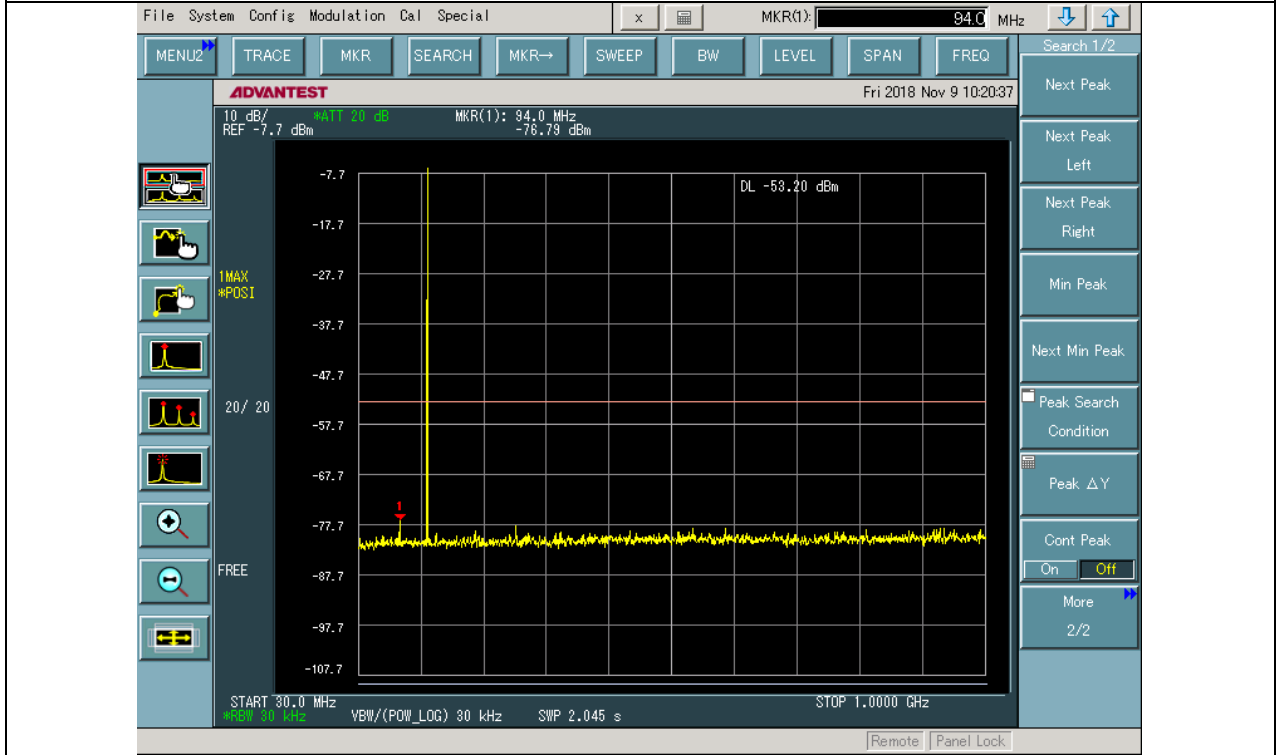 File System Config Modulation Cal Special x MKR(1): 94.0 MHz
MENU2 TRACE MKR SEARCH MKR→ SWEEP BW LEVEL SPAN FREQ
Search 1/2
ADVANTEST Fri 2018 Nov 9 10:20:37
10 dB/ *ATT 20 dB MKR(1): 94.0 MHz
REF -7.7 dBm -76.79 dBm
DL -53.20 dBm
-7.7
-17.7
1MAX
*POSI
-27.7
-37.7
-47.7
20/ 20
-57.7
-67.7
1
-77.7
FREE
-87.7
-97.7
-107.7
START 30.0 MHz STOP 1.0000 GHz
*RBW 30 kHz VBW/(POW_LOG) 30 kHz SWP 2.045 s
Next Peak
Next Peak
Left
Next Peak
Right
Min Peak
Next Min Peak
Peak Search
Condition
Peak ΔY
Cont Peak
On Off
More
2/2
Remote Panel Lock